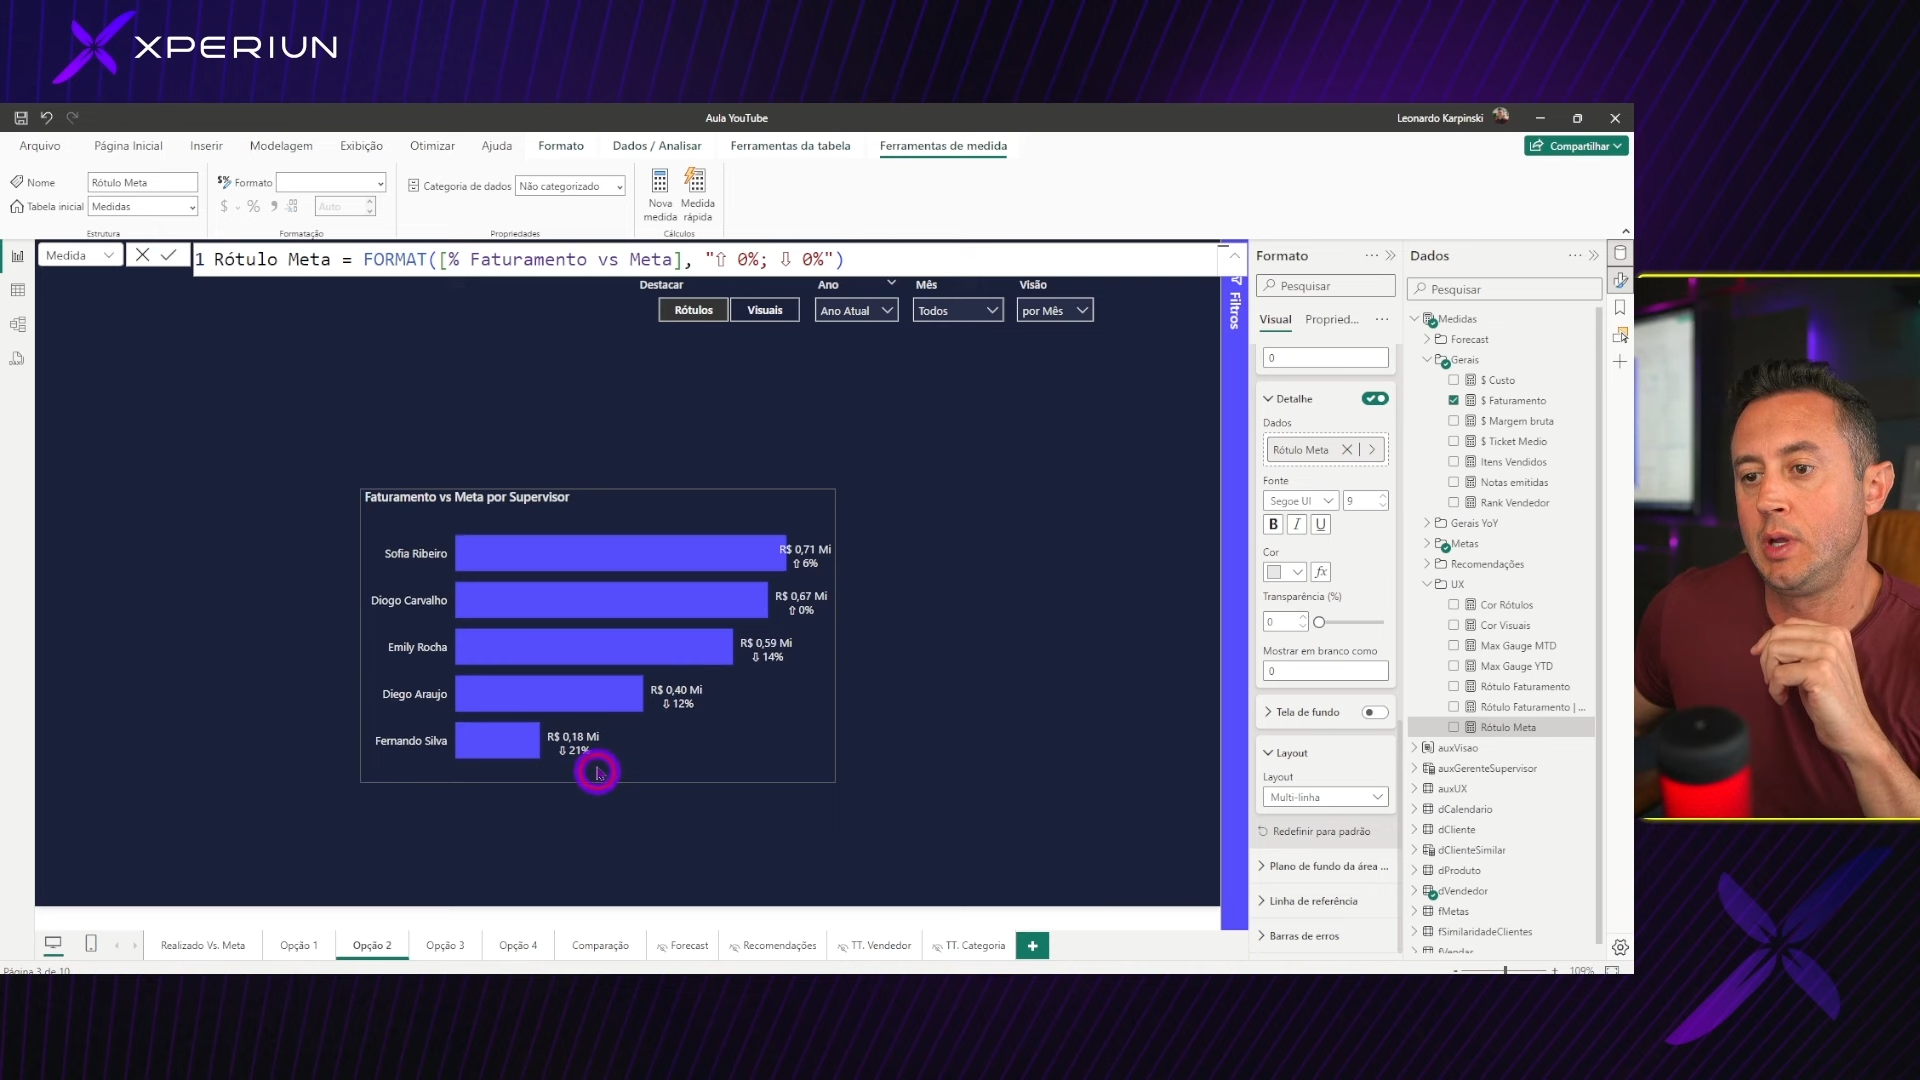 XPERIUN
Aula YouTube
Leonardo Karpinski
Arquivo
Página Inicial
Inserir
Modelagem
Exibição
Otimizar
Ajuda
Formato
Dados / Analisar
Ferramentas da tabela
Ferramentas de medida
Compartilhar
Nome
Rótulo Meta
Tabela inicial
Medidas
Estrutura
Formato
$ % 9
Auto
Formatação
Categoria de dados
Não categorizado
Propriedades
Nova
medida
Medida
rápida
Cálculos
Medida
1 Rótulo Meta = FORMAT([% Faturamento vs Meta], "⇧ 0%; ⇩ 0%")
Destacar
Rótulos
Visuais
Ano
Ano Atual
Mês
Todos
Visão
por Mês
Filtros
Faturamento vs Meta por Supervisor
Sofia Ribeiro
R$ 0,71 Mi
⇧ 6%
Diogo Carvalho
R$ 0,67 Mi
⇧ 0%
Emily Rocha
R$ 0,59 Mi
⇩ 14%
Diego Araujo
R$ 0,40 Mi
⇩ 12%
Fernando Silva
R$ 0,18 Mi
⇩ 21%
Formato
Pesquisar
Visual
Propried...
0
Detalhe
Dados
Rótulo Meta
Fonte
Segoe UI
9
B I U
Cor
fx
Transparência (%)
0
Mostrar em branco como
0
Tela de fundo
Layout
Layout
Multi-linha
Redefinir para padrão
Plano de fundo da área ...
Linha de referência
Barras de erros
Dados
Pesquisar
Medidas
Forecast
Gerais
$ Custo
$ Faturamento
$ Margem bruta
$ Ticket Medio
Itens Vendidos
Notas emitidas
Rank Vendedor
Gerais YoY
Metas
Recomendações
UX
Cor Rótulos
Cor Visuais
Max Gauge MTD
Max Gauge YTD
Rótulo Faturamento
Rótulo Faturamento | ...
Rótulo Meta
auxVisao
auxGerenteSupervisor
auxUX
dCalendario
dCliente
dClienteSimilar
dProduto
dVendedor
fMetas
fSimilaridadeClientes
fVendas
Realizado Vs. Meta
Opção 1
Opção 2
Opção 3
Opção 4
Comparação
Forecast
Recomendações
TT. Vendedor
TT. Categoria
Página 3 de 10
109%